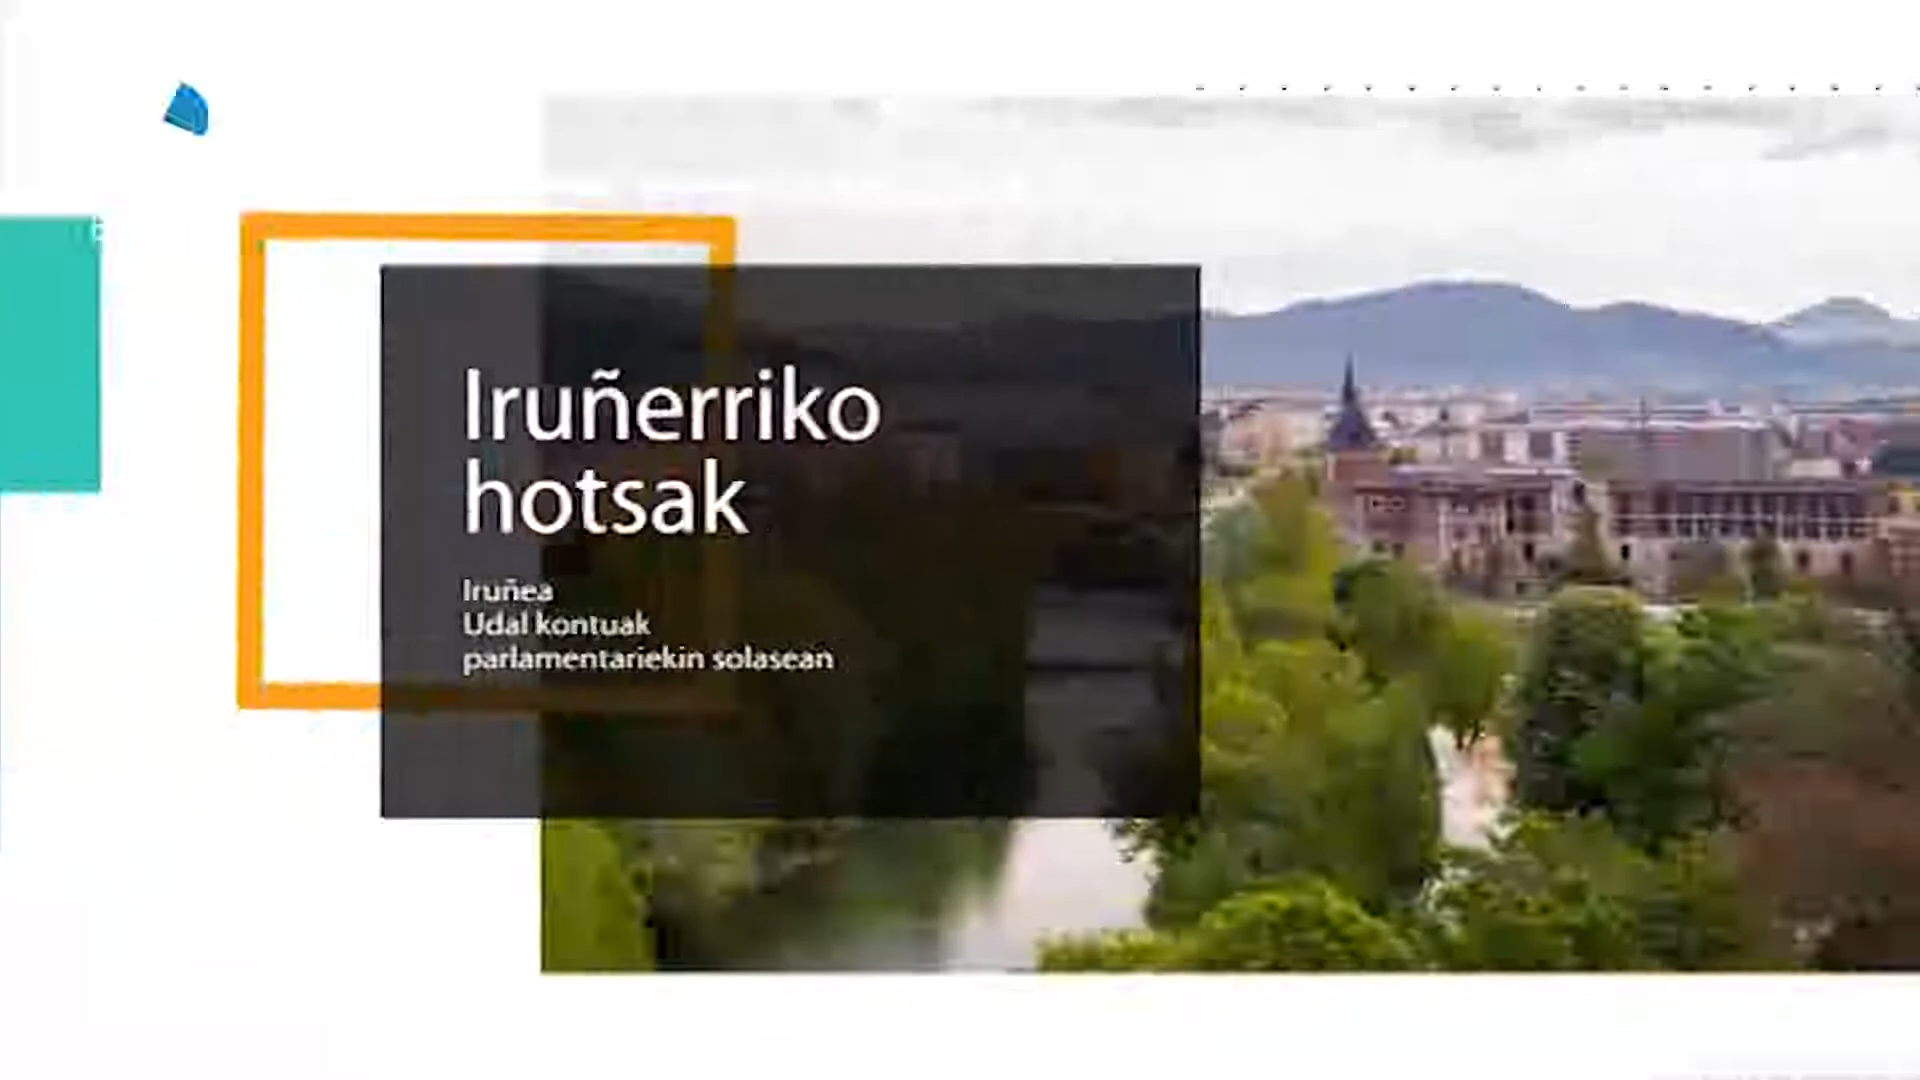 Iruñerriko
hotsak
Iruñea
Udal kontuak
parlamentariekin solasean